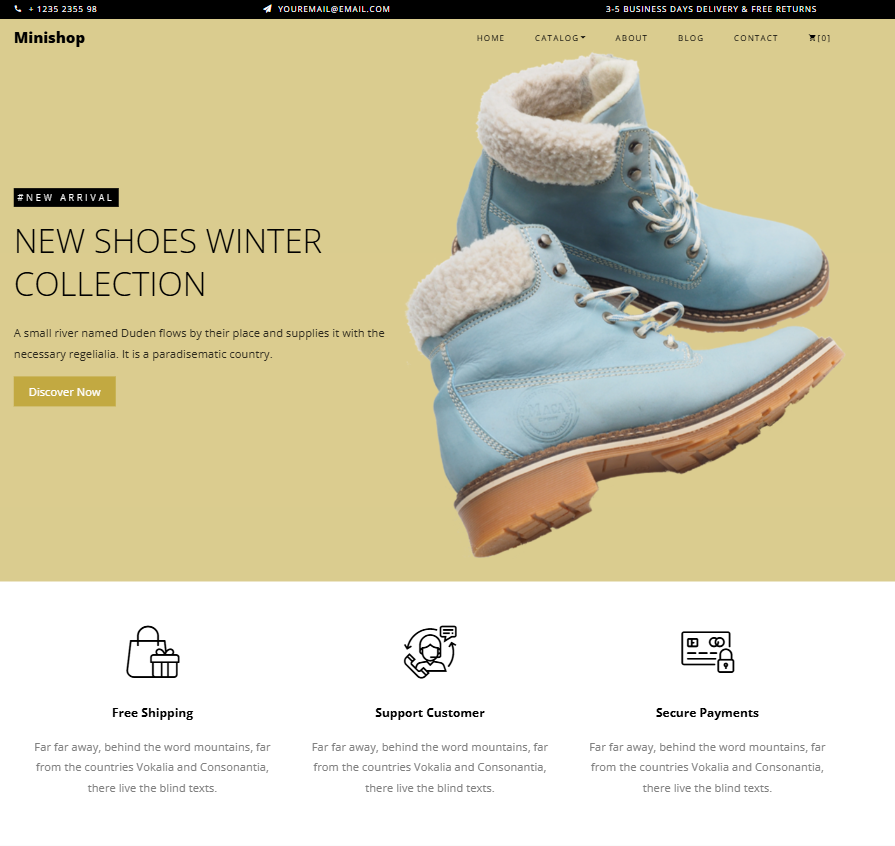 + 1235 2355 98
YOUREMAIL@EMAIL.COM
3-5 BUSINESS DAYS DELIVERY & FREE RETURNS
Minishop
HOME
CATALOG
ABOUT
BLOG
CONTACT
[0]
#NEW ARRIVAL
NEW SHOES WINTER
COLLECTION
A small river named Duden flows by their place and supplies it with the
necessary regelialia. It is a paradisematic country.
Discover Now
Free Shipping
Far far away, behind the word mountains, far
from the countries Vokalia and Consonantia,
there live the blind texts.
Support Customer
Far far away, behind the word mountains, far
from the countries Vokalia and Consonantia,
there live the blind texts.
Secure Payments
Far far away, behind the word mountains, far
from the countries Vokalia and Consonantia,
there live the blind texts.